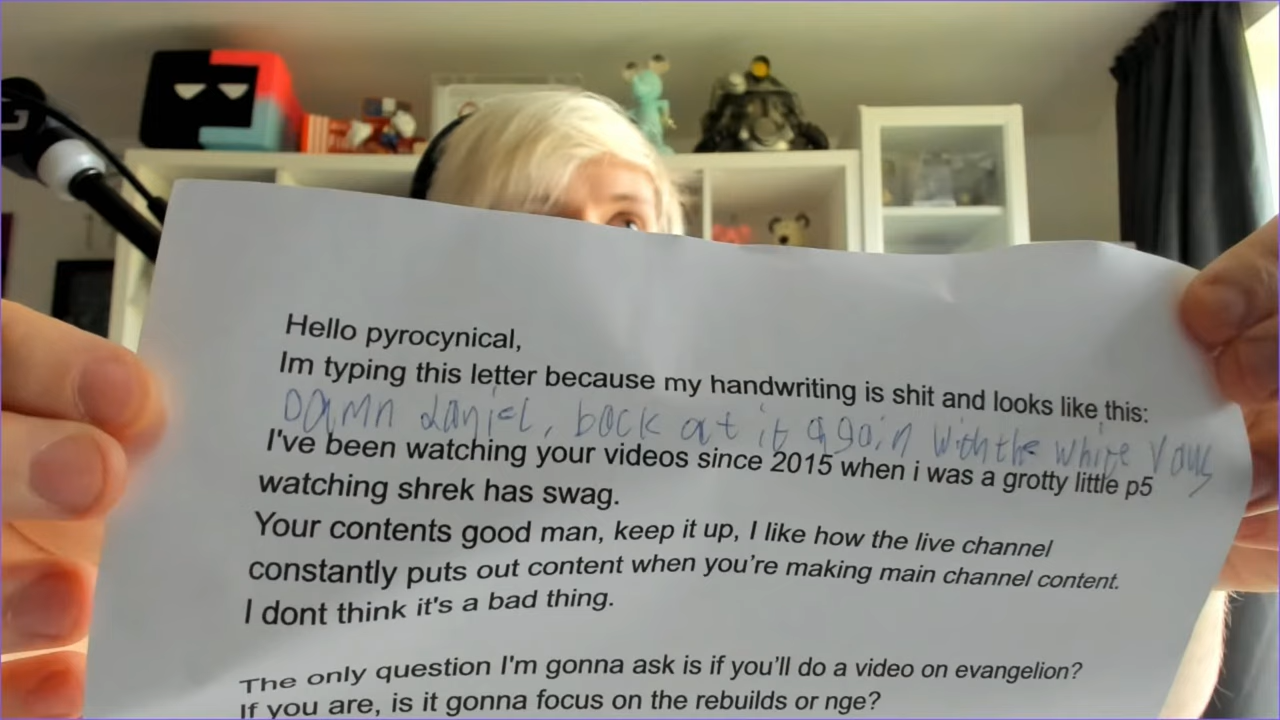 Hello pyrocynical,
Im typing this letter because my handwriting is shit and looks like this:
Damn daniel, back at it again with the white vans
I've been watching your videos since 2015 when i was a grotty little p5
watching shrek has swag.
Your contents good man, keep it up, I like how the live channel
constantly puts out content when you're making main channel content.
I dont think it's a bad thing.
The only question I'm gonna ask is if you'll do a video on evangelion?
If you are, is it gonna focus on the rebuilds or nge?